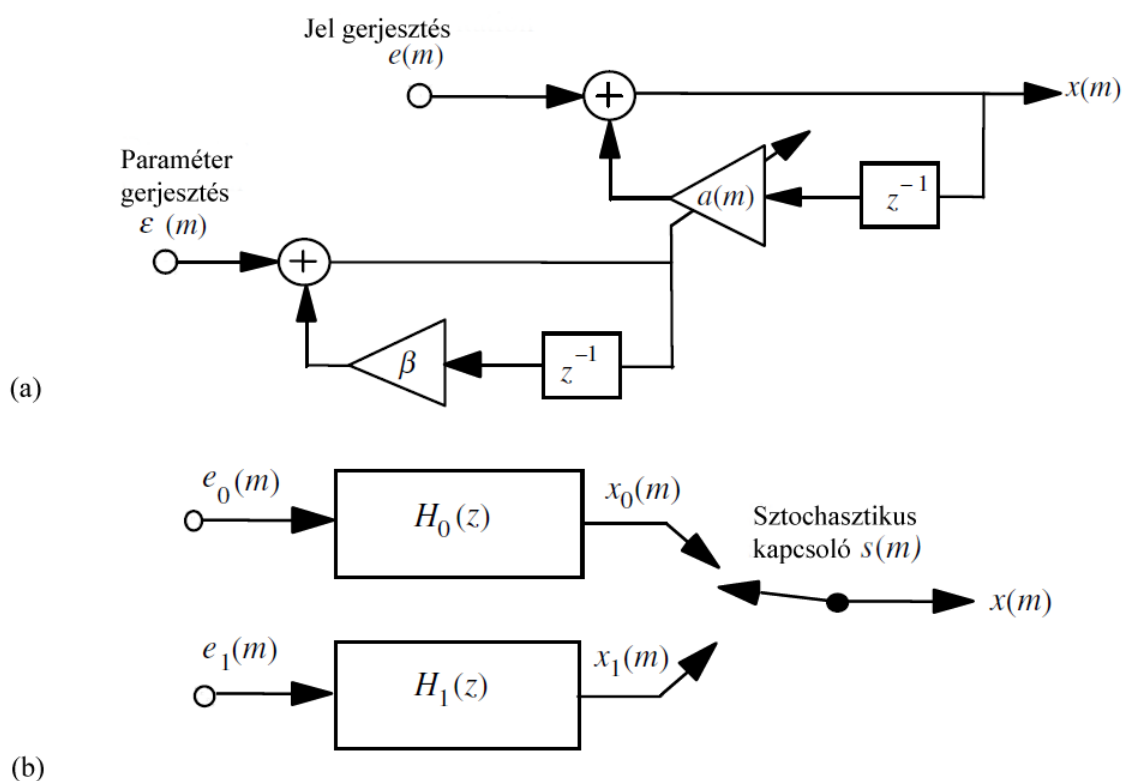 Jel gerjesztés
e(m)
x(m)
Paraméter
gerjesztés
ε (m)
a(m)
z⁻¹
β
z⁻¹
(a)
e₀(m)
H₀(z)
x₀(m)
Sztochasztikus
kapcsoló s(m)
x(m)
e₁(m)
H₁(z)
x₁(m)
(b)